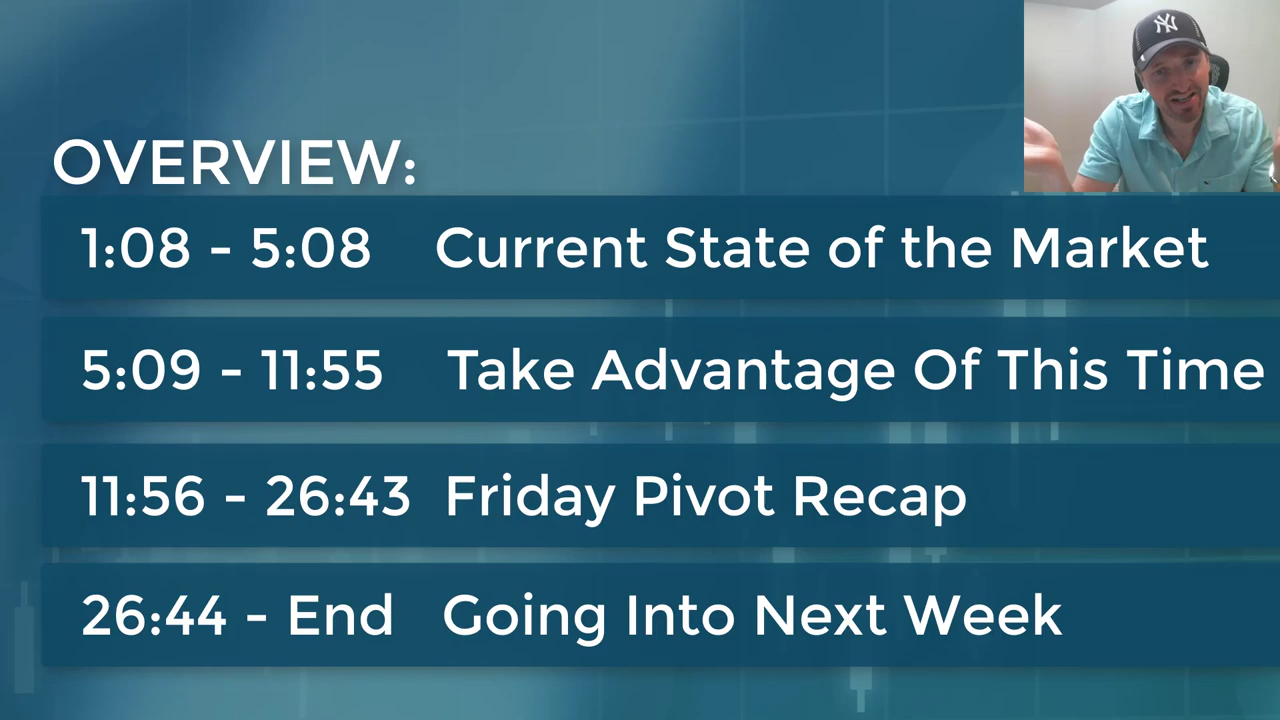 NY
OVERVIEW:
1:08 - 5:08 Current State of the Market
5:09 - 11:55 Take Advantage Of This Time
11:56 - 26:43 Friday Pivot Recap
26:44 - End Going Into Next Week